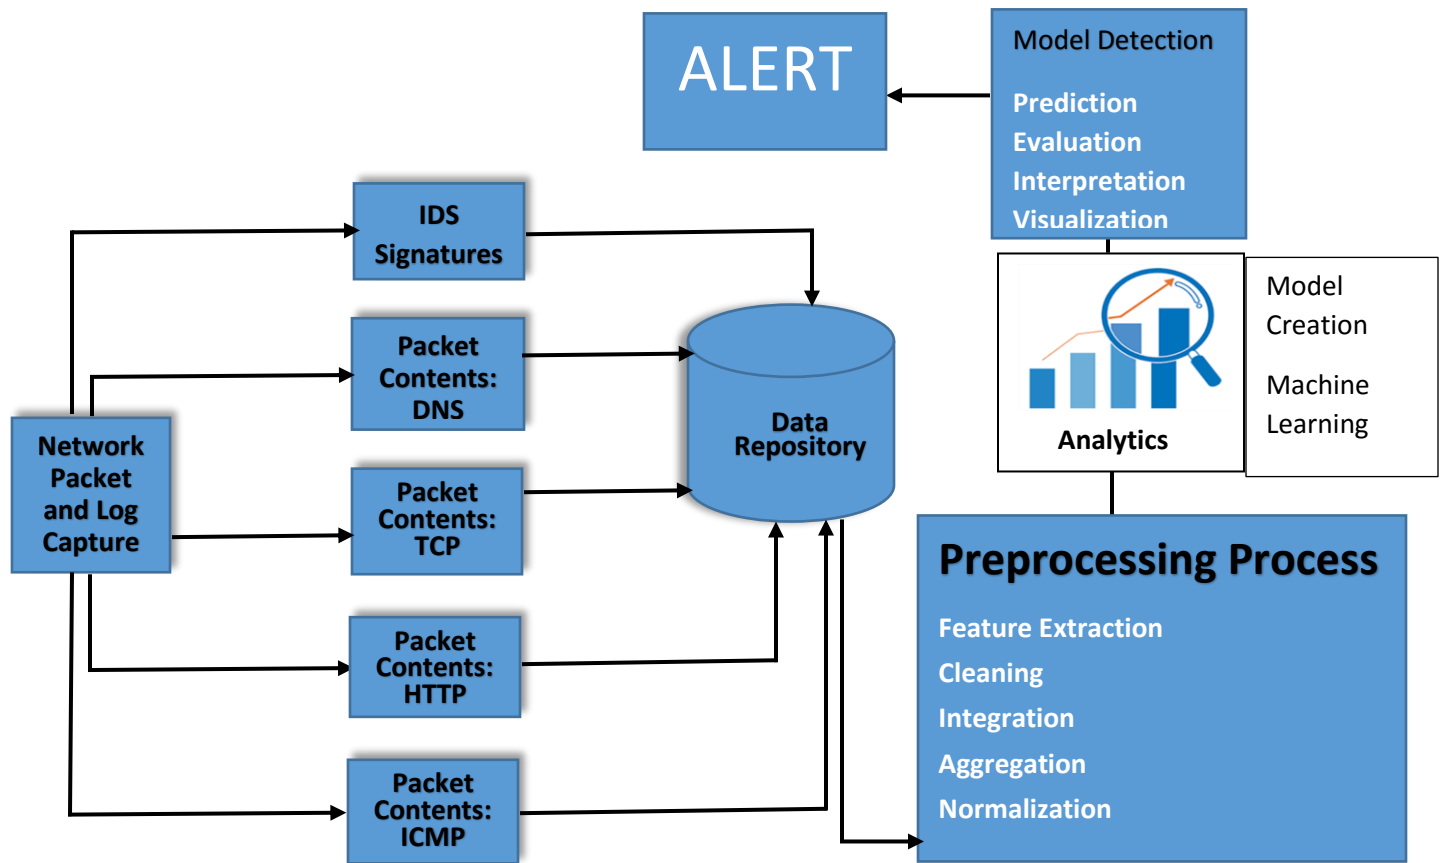 ALERT
Model Detection
Prediction
Evaluation
Interpretation
Visualization
IDS
Signatures
Packet
Contents:
DNS
Network
Packet
and Log
Capture
Packet
Contents:
TCP
Packet
Contents:
HTTP
Packet
Contents:
ICMP
Data
Repository
Analytics
Model
Creation
Machine
Learning
Preprocessing Process
Feature Extraction
Cleaning
Integration
Aggregation
Normalization